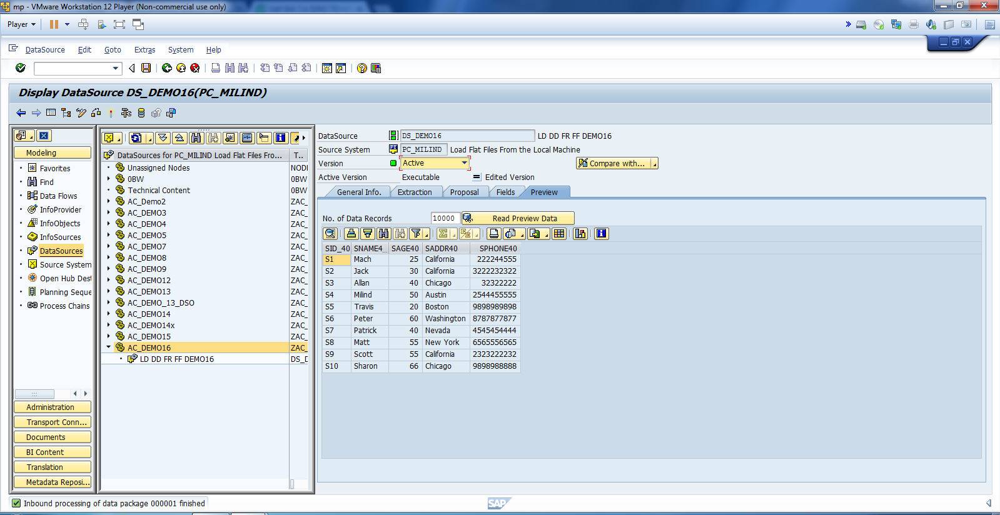 mp - VMware Workstation 12 Player (Non-commercial use only)
Player
DataSource Edit Goto Extras System Help
Display DataSource DS_DEMO16(PC_MILIND)
Modeling
Favorites
Find
Data Flows
InfoProvider
InfoObjects
InfoSources
DataSources
Source System
Open Hub Dest
Planning Seque
Process Chains
Administration
Transport Conn...
Documents
BI Content
Translation
Metadata Reposi...
DataSources for PC_MILIND Load Flat Files Fro... T...
Unassigned Nodes NODI
0BW 0BW
Technical Content 0BW
AC_Demo2 ZAC_
AC_DEMO3 ZAC_
AC_DEMO4 ZAC_
AC_DEMO5 ZAC_
AC_DEMO7 ZAC_
AC_DEMO8 ZAC_
AC_DEMO9 ZAC_
AC_DEMO12 ZAC_
AC_DEMO13 ZAC_
AC_DEMO_13_DSO ZAC_
AC_DEMO14 ZAC_
AC_DEMO14x ZAC_
AC_DEMO15 ZAC_
AC_DEMO16 ZAC_
LD DD FR FF DEMO16 DS_D
DataSource DS_DEMO16 LD DD FR FF DEMO16
Source System PC_MILIND Load Flat Files From the Local Machine
Version Active Compare with...
Active Version Executable = Edited Version
General Info. Extraction Proposal Fields Preview
No. of Data Records 10000 Read Preview Data
SID_40 SNAME4... SAGE40 SADDR40 SPHONE40
S1 Mach 25 California 222244555
S2 Jack 30 California 3222232322
S3 Allan 40 Chicago 32322222
S4 Milind 50 Austin 2544455555
S5 Travis 20 Boston 9898989898
S6 Peter 60 Washington 8787877877
S7 Patrick 40 Nevada 4545454444
S8 Matt 55 New York 6565556565
S9 Scott 55 California 2323222232
S10 Sharon 66 Chicago 9898988888
Inbound processing of data package 000001 finished
SAP